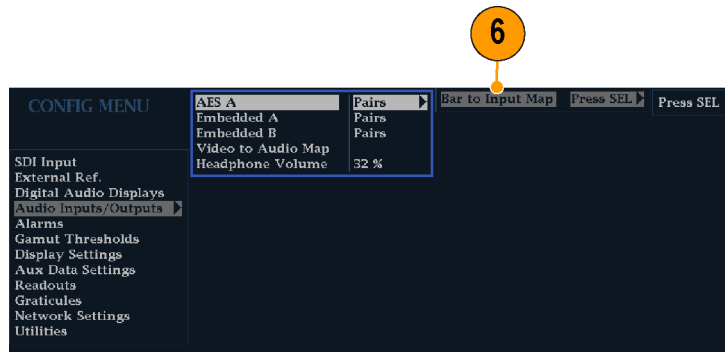 6
CONFIG MENU
AES A Pairs Bar to Input Map Press SEL Press SEL
Embedded A Pairs
Embedded B Pairs
Video to Audio Map
Headphone Volume 32 %
SDI Input
External Ref.
Digital Audio Displays
Audio Inputs/Outputs
Alarms
Gamut Thresholds
Display Settings
Aux Data Settings
Readouts
Graticules
Network Settings
Utilities